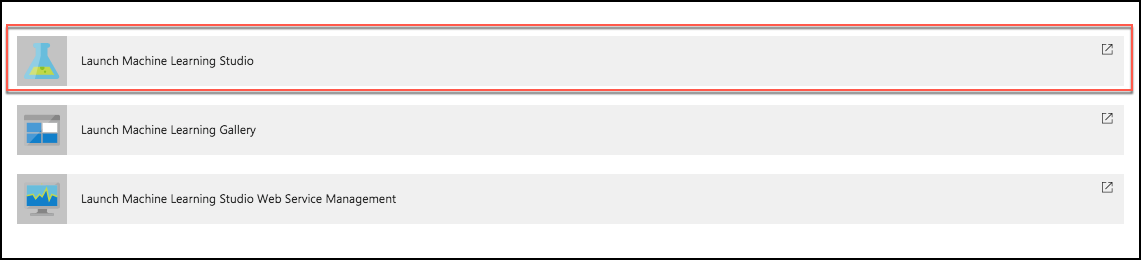 Launch Machine Learning Studio
Launch Machine Learning Gallery
Launch Machine Learning Studio Web Service Management